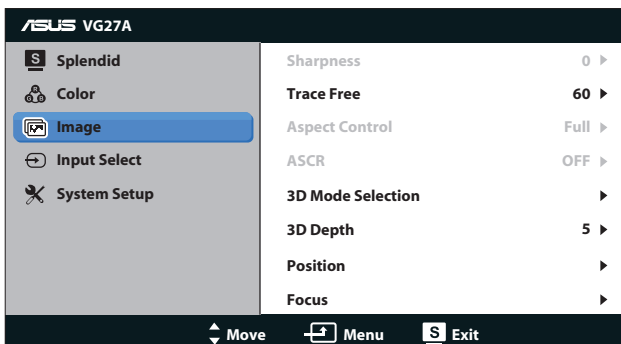 ASUS VG27A
S Splendid
Color
Image
Input Select
System Setup
Sharpness 0
Trace Free 60
Aspect Control Full
ASCR OFF
3D Mode Selection
3D Depth 5
Position
Focus
Move Menu S Exit